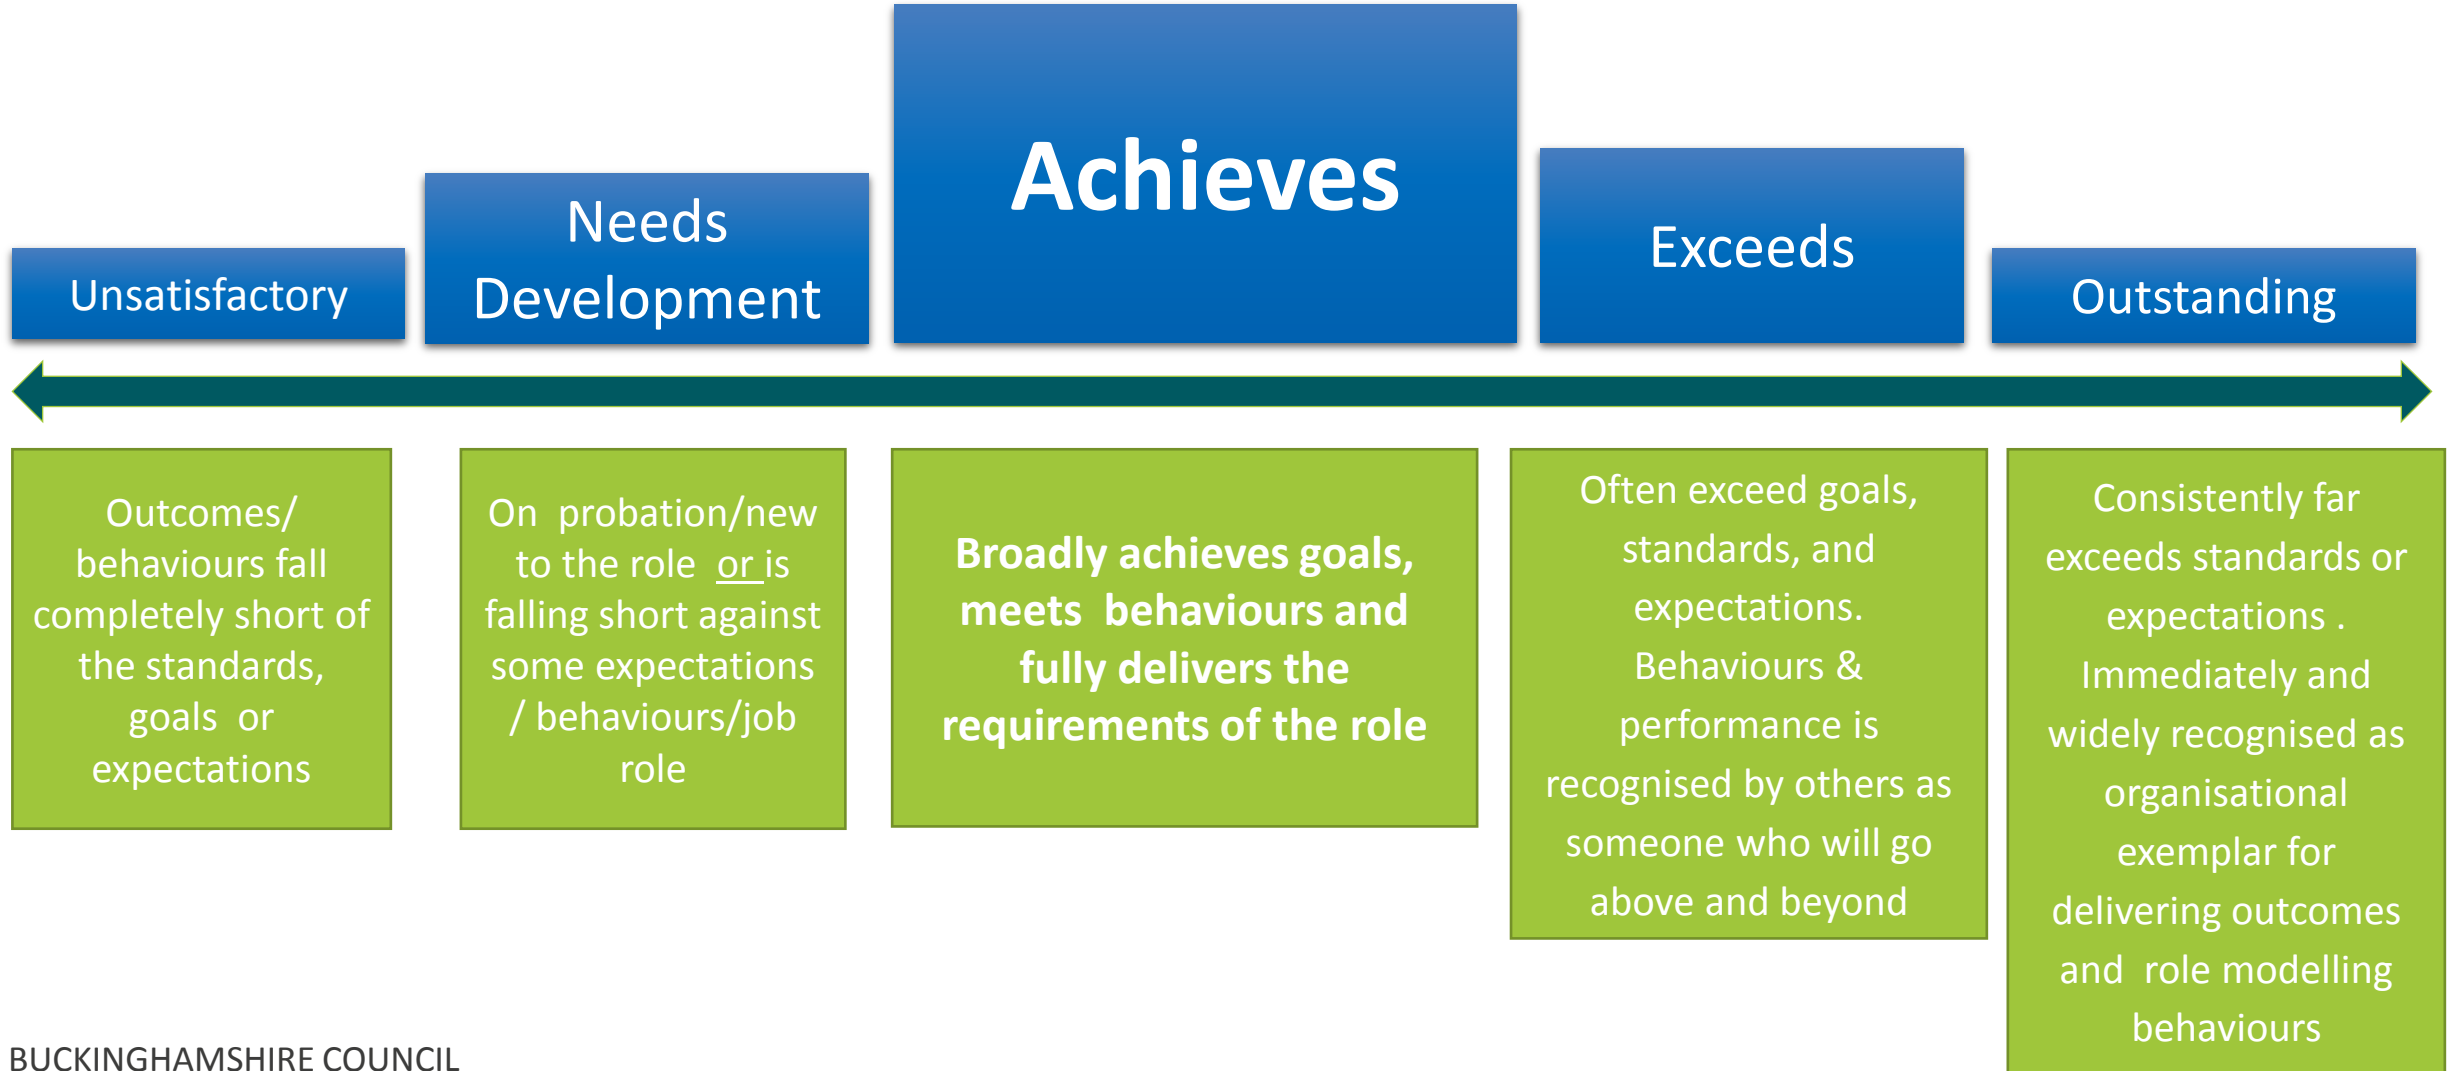 Unsatisfactory
Needs
Development
Achieves
Exceeds
Outstanding
Outcomes/
behaviours fall
completely short of
the standards,
goals or
expectations
On probation/new
to the role or is
falling short against
some expectations
/ behaviours/job
role
Broadly achieves goals,
meets behaviours and
fully delivers the
requirements of the role
Often exceed goals,
standards, and
expectations.
Behaviours &
performance is
recognised by others as
someone who will go
above and beyond
Consistently far
exceeds standards or
expectations .
Immediately and
widely recognised as
organisational
exemplar for
delivering outcomes
and role modelling
behaviours
BUCKINGHAMSHIRE COUNCIL